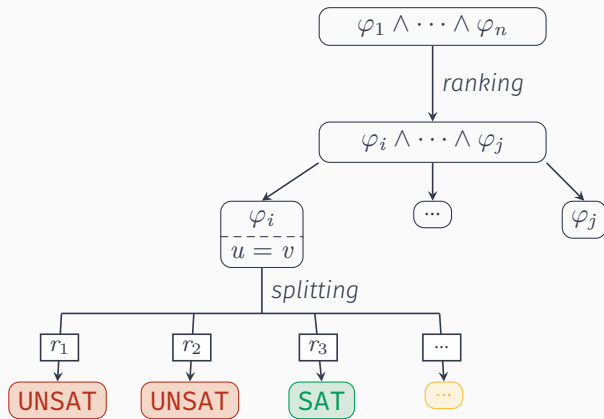 φ₁ ∧ ⋯ ∧ φₙ
ranking
φᵢ ∧ ⋯ ∧ φⱼ
φᵢ
...
φⱼ
u = v
splitting
r₁ r₂ r₃ ...
UNSAT UNSAT SAT ...